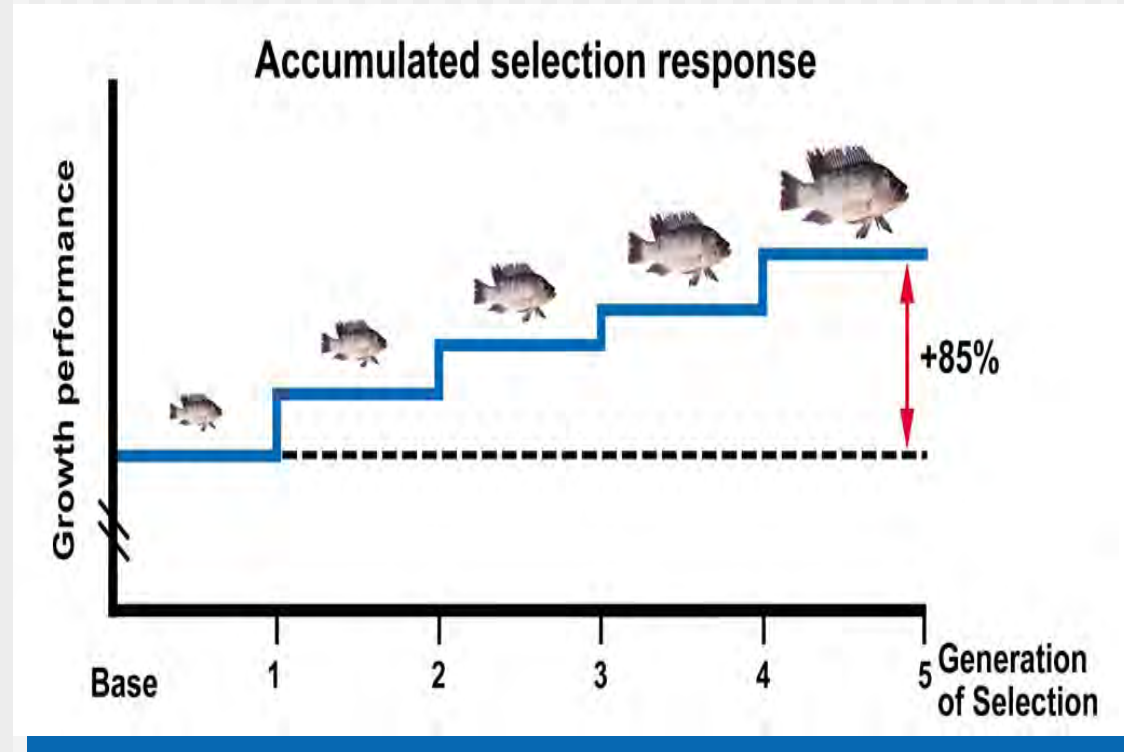 Accumulated selection response
Growth performance
+85%
Base
1
2
3
4
5
Generation
of Selection